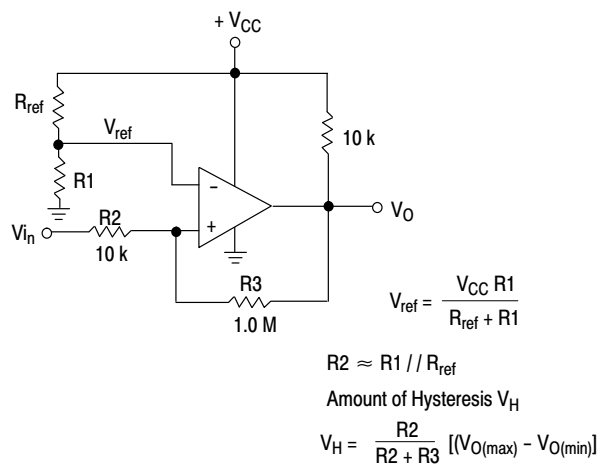 + VCC
Rref
Vref
10 k
R1
–
+
VO
Vin
R2
10 k
R3
1.0 M
Vref = VCC R1 / Rref + R1
R2 ≈ R1 // Rref
Amount of Hysteresis VH
VH = R2 / R2 + R3 [(VO(max) – VO(min)]